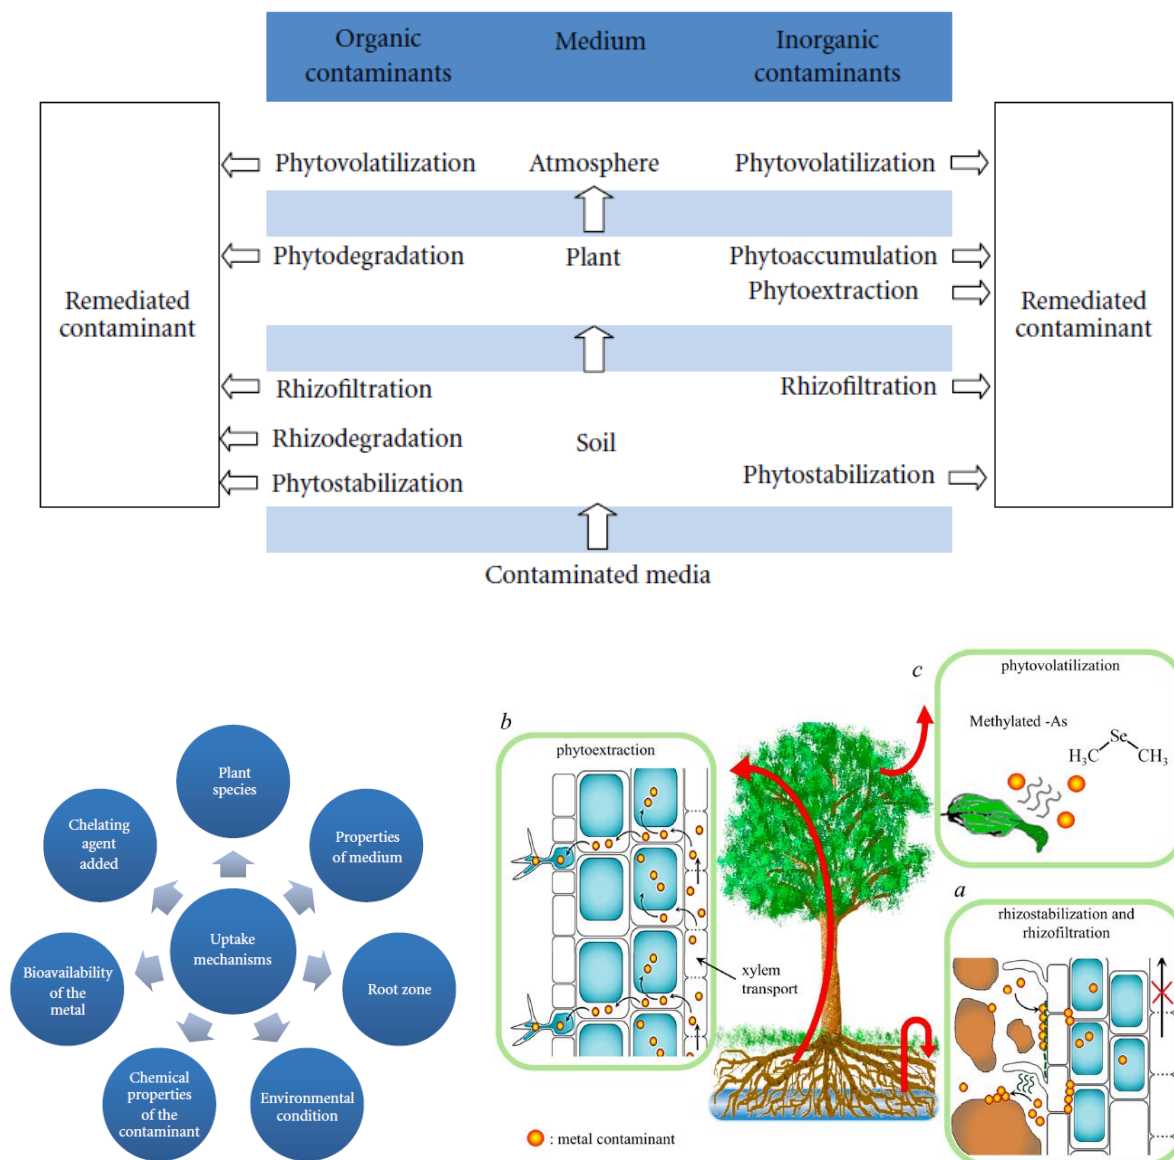 Organic
contaminants
Medium
Inorganic
contaminants
Phytovolatilization
Atmosphere
Phytovolatilization
Phytodegradation
Plant
Phytoaccumulation
Phytoextraction
Remediated
contaminant
Remediated
contaminant
Rhizofiltration
Rhizofiltration
Rhizodegradation
Soil
Phytostabilization
Phytostabilization
Contaminated media
Plant
species
Chelating
agent
added
Properties
of medium
Uptake
mechanisms
Bioavailability
of the
metal
Root zone
Chemical
properties
of the
contaminant
Environmental
condition
b
phytoextraction
xylem
transport
c
phytovolatilization
Methylated -As
Se
H₃C
CH₃
a
rhizostabilization and
rhizofiltration
: metal contaminant